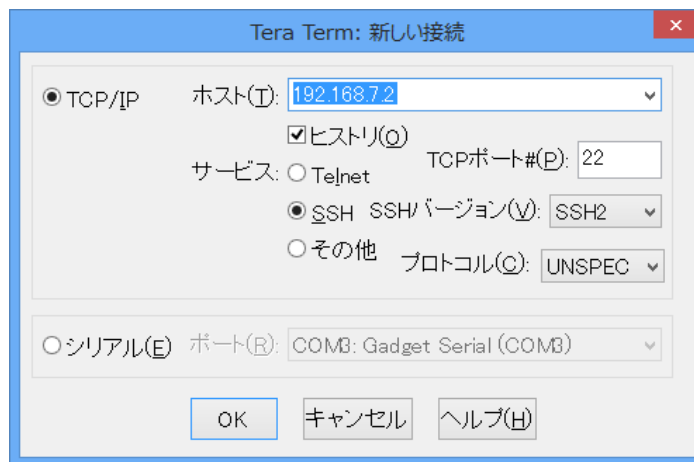 Tera Term: 新しい接続
TCP/IP ホスト(T): 192.168.7.2
ヒストリ(O)
サービス: Telnet TCPポート#(P): 22
SSH SSHバージョン(V): SSH2
その他 プロトコル(C): UNSPEC
シリアル(E) ポート(R): COM3: Gadget Serial (COM3)
OK キャンセル ヘルプ(H)